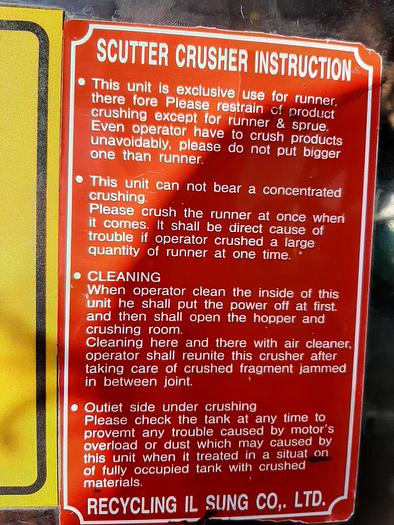 SCUTTER CRUSHER INSTRUCTION
• This unit is exclusive use for runner,
there fore Please restrain of product
crushing except for runner & sprue.
Even operator have to crush products
unavoidably, please do not put bigger
one than runner.
• This unit can not bear a concentrated
crushing.
Please crush the runner at once when
it comes. It shall be direct cause of
trouble if operator crushed a large
quantity of runner at one time.
• CLEANING
When operator clean the inside of this
unit he shall put the power off at first.
and then shall open the hopper and
crushing room.
Cleaning here and there with air cleaner,
operator shall reunite this crusher after
taking care of crushed fragment jammed
in between joint.
• Outiet side under crushing
Please check the tank at any time to
provemt any trouble caused by motor's
overload or dust which may caused by
this unit when it treated in a situat on
of fully occupied tank with crushed
materials.
RECYCLING IL SUNG CO,. LTD.